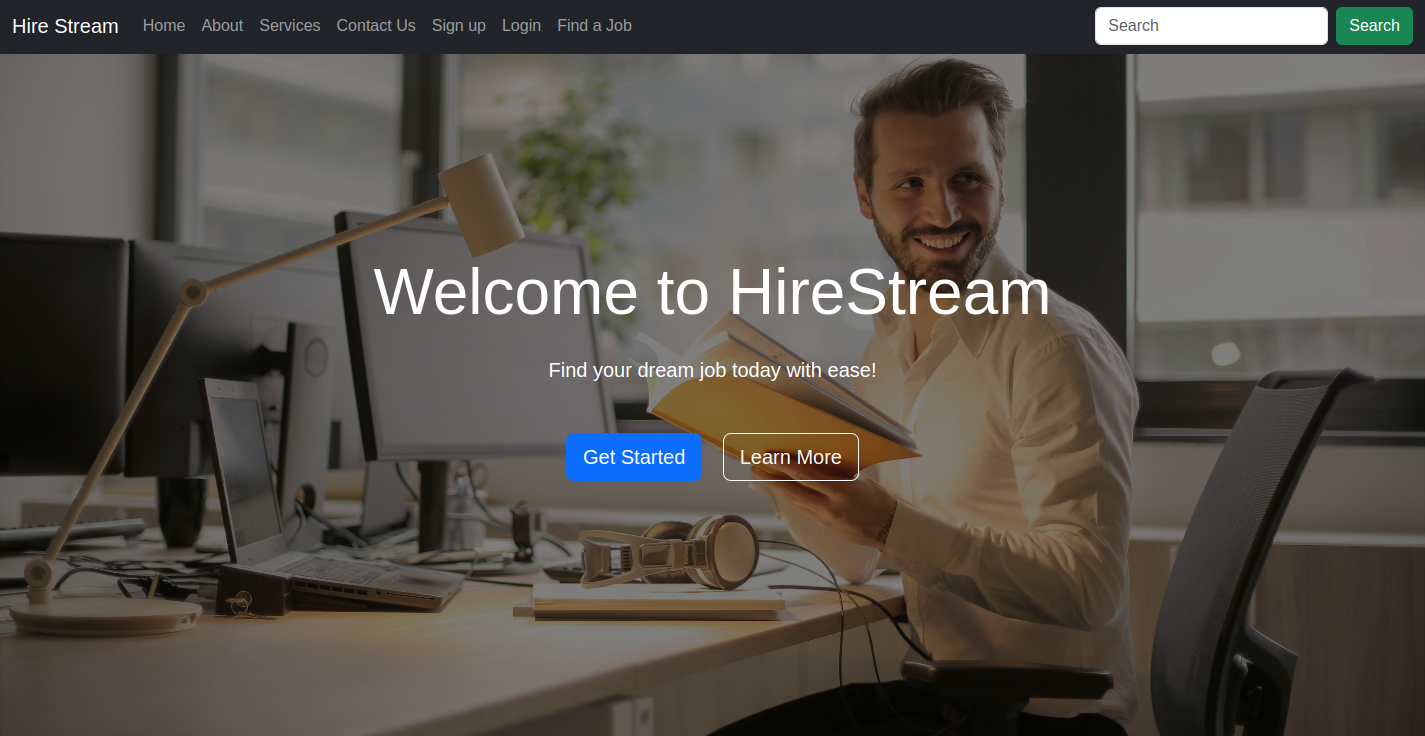 Hire Stream Home About Services Contact Us Sign up Login Find a Job Search Search
Welcome to HireStream
Find your dream job today with ease!
Get Started Learn More